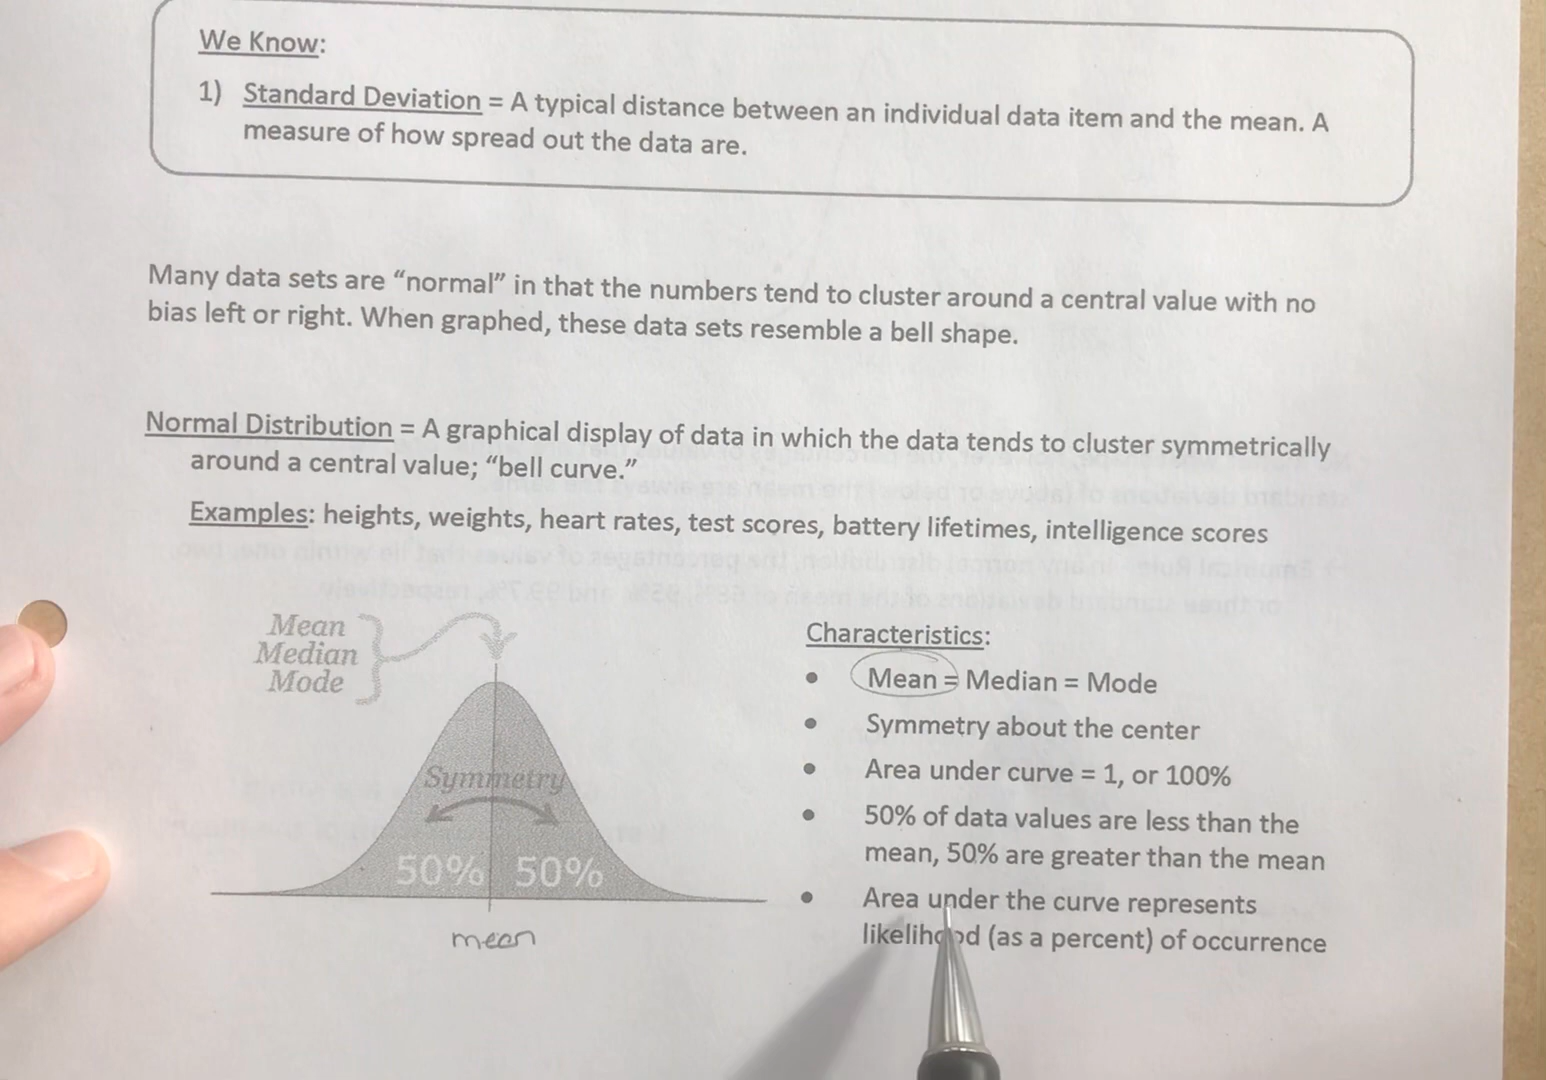 We Know:
1) Standard Deviation = A typical distance between an individual data item and the mean. A
measure of how spread out the data are.
Many data sets are “normal” in that the numbers tend to cluster around a central value with no
bias left or right. When graphed, these data sets resemble a bell shape.
Normal Distribution = A graphical display of data in which the data tends to cluster symmetrically
around a central value; “bell curve.”
Examples: heights, weights, heart rates, test scores, battery lifetimes, intelligence scores
Mean
Median
Mode
Symmetry
50% 50%
mean
Characteristics:
• Mean = Median = Mode
• Symmetry about the center
• Area under curve = 1, or 100%
• 50% of data values are less than the
mean, 50% are greater than the mean
• Area under the curve represents
likelihood (as a percent) of occurrence